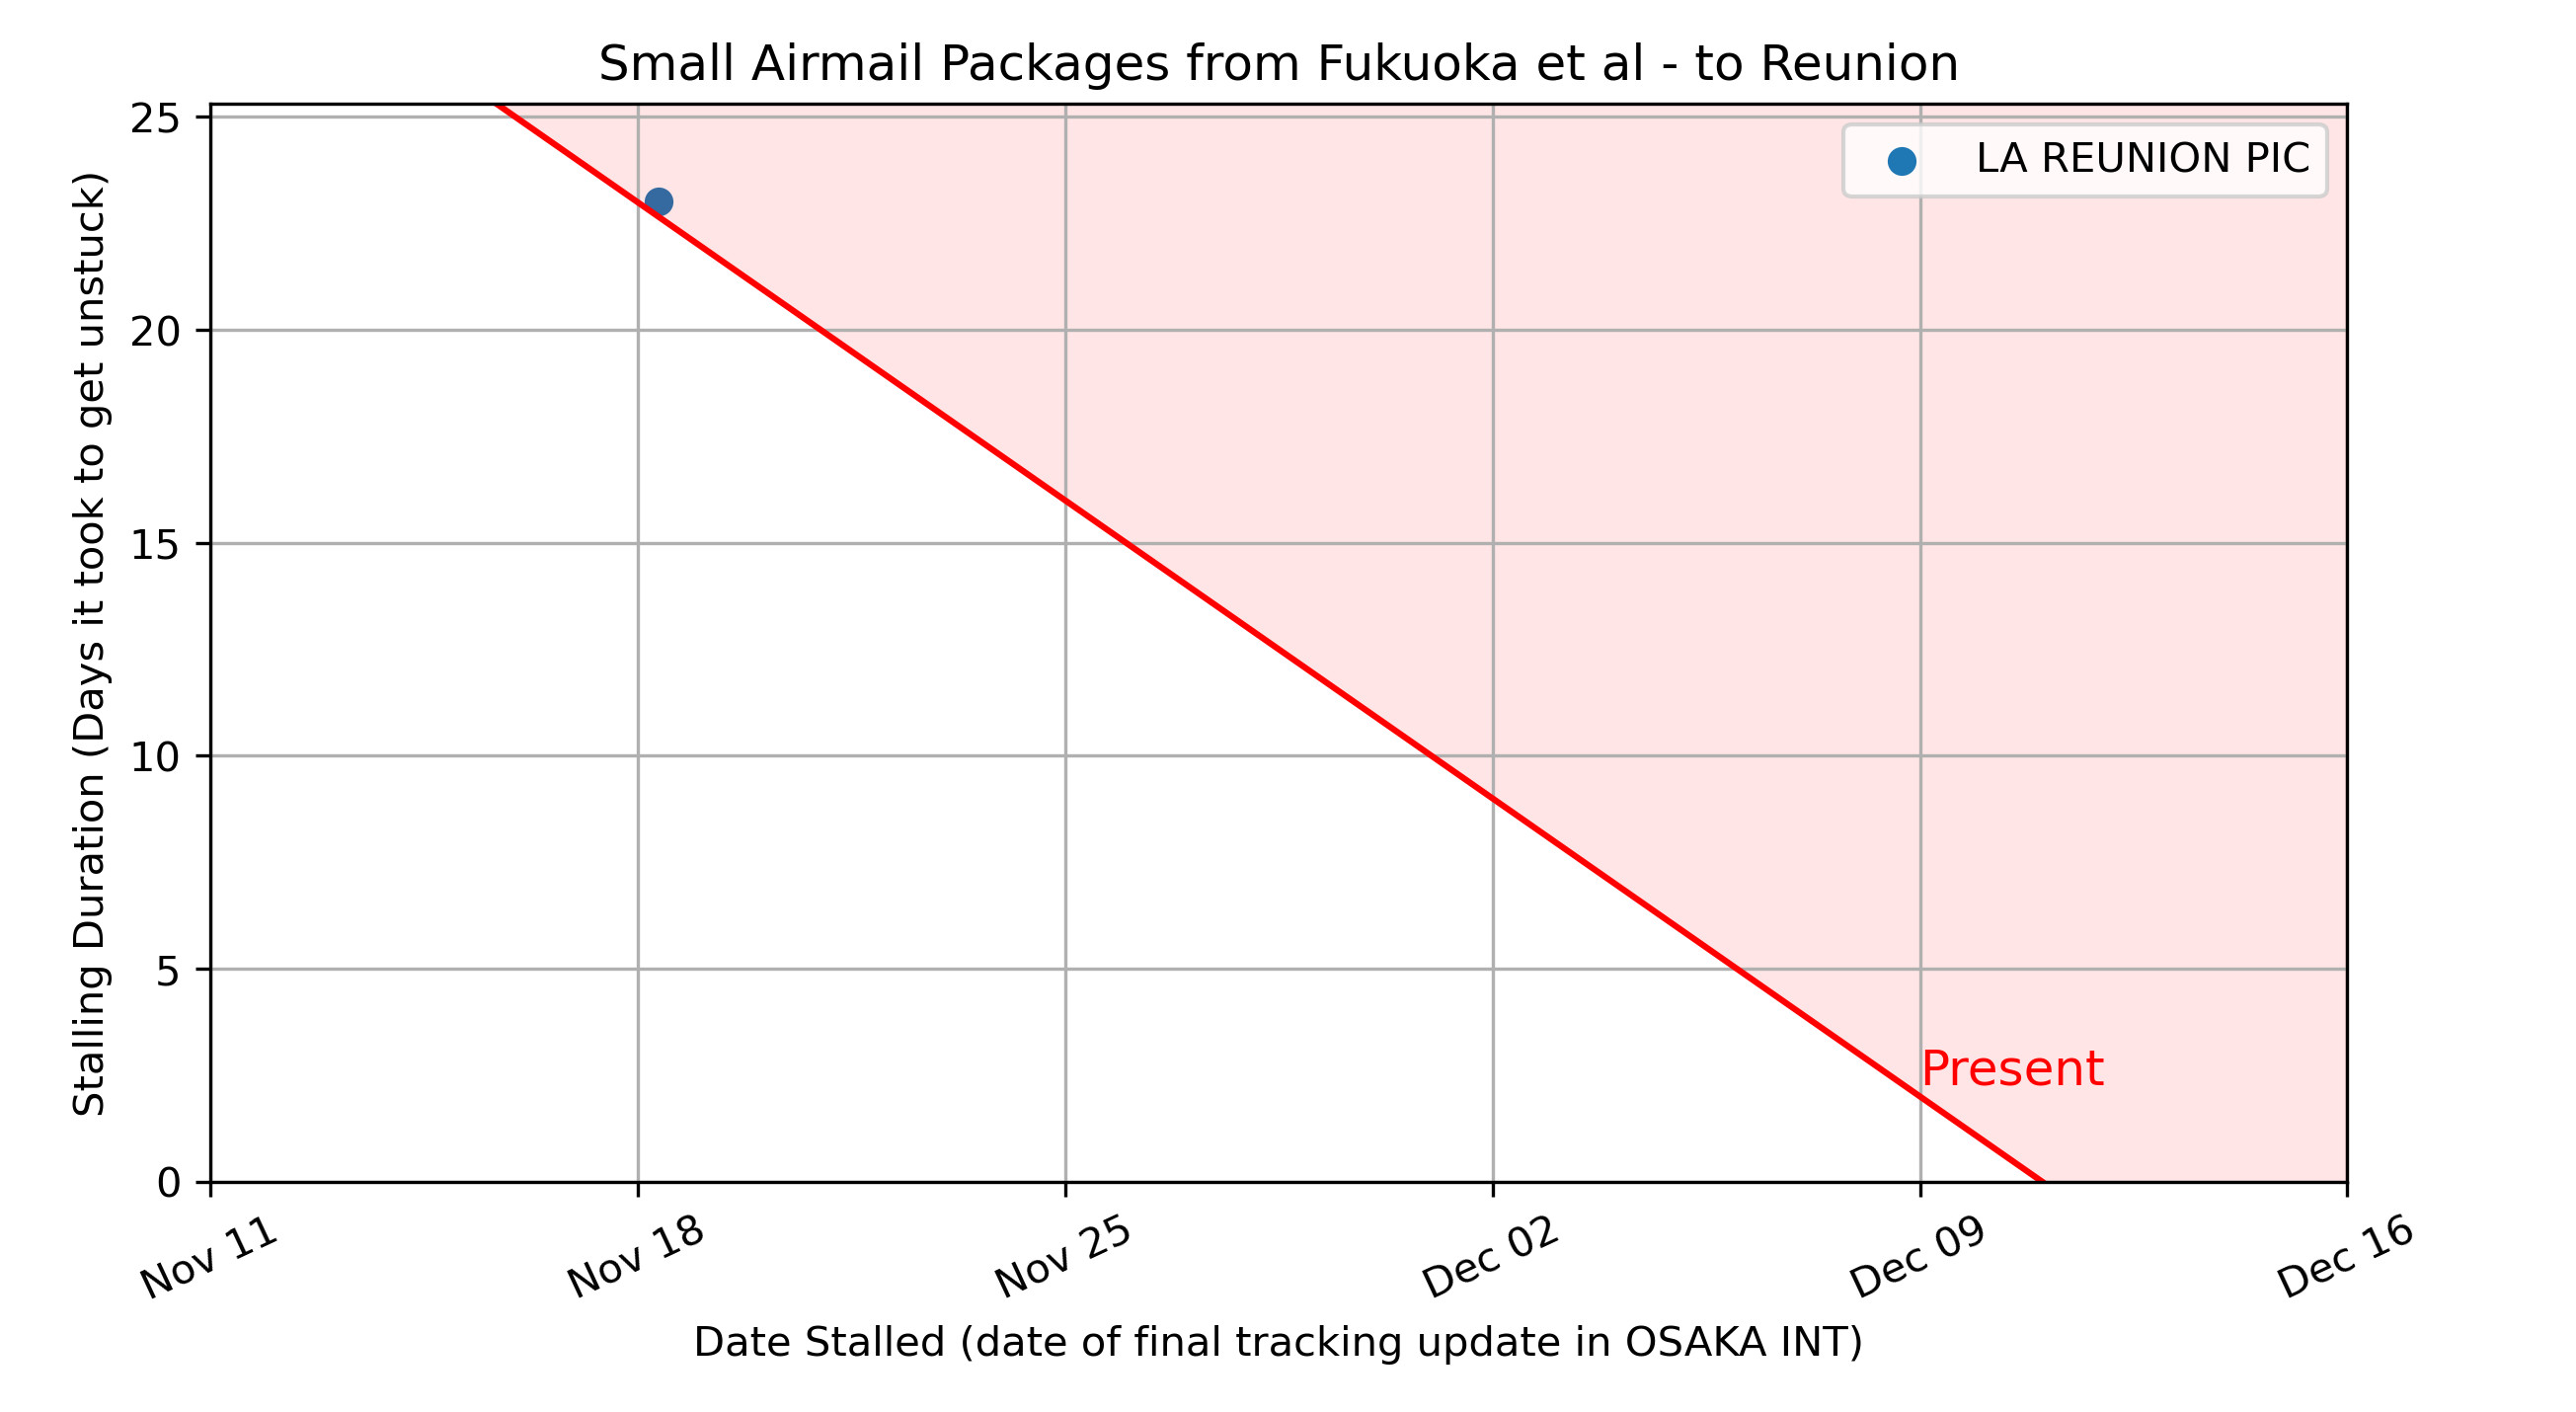 Small Airmail Packages from Fukuoka et al - to Reunion
25
20
15
10
5
0
Stalling Duration (Days it took to get unstuck)
LA REUNION PIC
Present
Nov 11
Nov 18
Nov 25
Dec 02
Dec 09
Dec 16
Date Stalled (date of final tracking update in OSAKA INT)